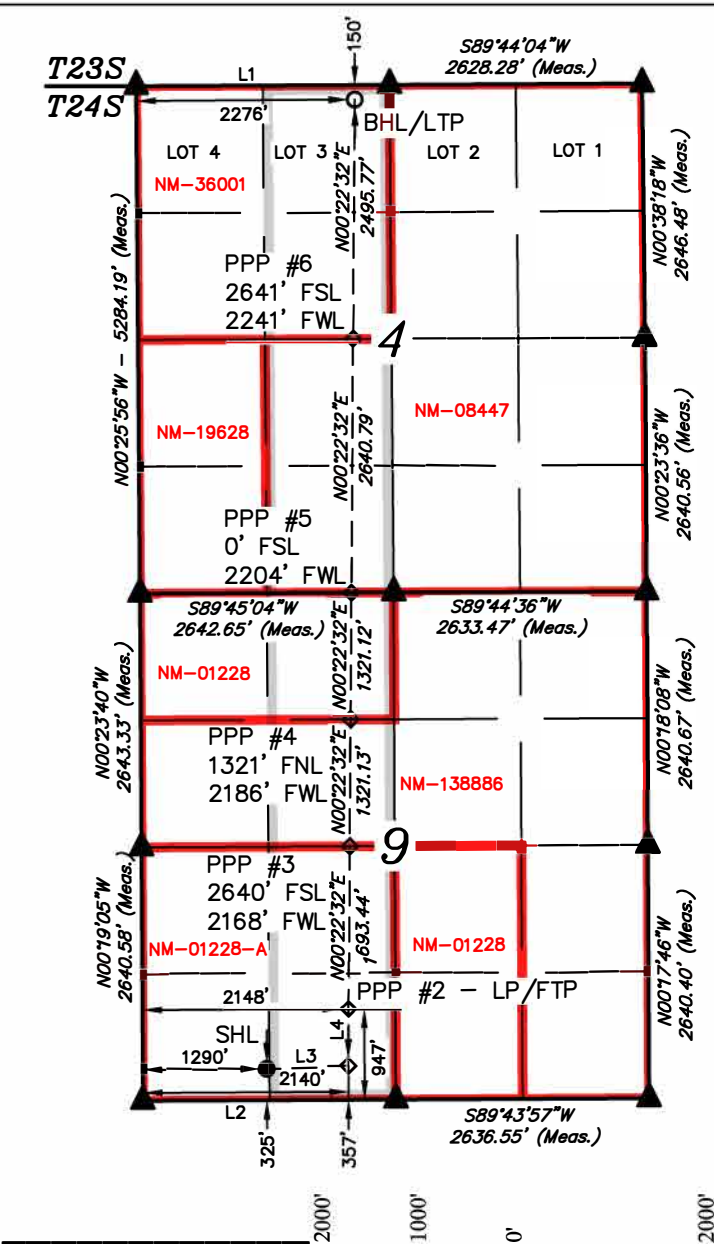 150'
S89°44'04"W
2628.28' (Meas.)
T23S
T24S
L1
2276'
BHL/LTP
LOT 4
LOT 3
LOT 2
LOT 1
NM-36001
N00°22'32"E
2495.77'
N00°38'18"W
2646.48' (Meas.)
N00°25'56"W - 5284.19' (Meas.)
PPP #6
2641' FSL
2241' FWL
4
NM-19628
NM-08447
N00°22'32"E
2640.79'
N00°23'36"W
2640.56' (Meas.)
PPP #5
0' FSL
2204' FWL
S89°45'04"W
2642.65' (Meas.)
S89°44'36"W
2633.47' (Meas.)
NM-01228
N00°22'32"E
1321.12'
N00°23'40"W
2643.33' (Meas.)
N00°18'08"W
2640.67' (Meas.)
PPP #4
1321' FNL
2186' FWL
N00°22'32"E
1321.13'
NM-138886
9
PPP #3
2640' FSL
2168' FWL
N00°22'32"E
1693.44'
N00°19'05"W
2640.58' (Meas.)
NM-01228-A
NM-01228
N00°17'46"W
2640.40' (Meas.)
PPP #2 - LP/FTP
2148'
SHL
L4
947'
1290'
L3
2140'
L2
325'
357'
S89°43'57"W
2636.55' (Meas.)
2000'
1000'
0'
2000'